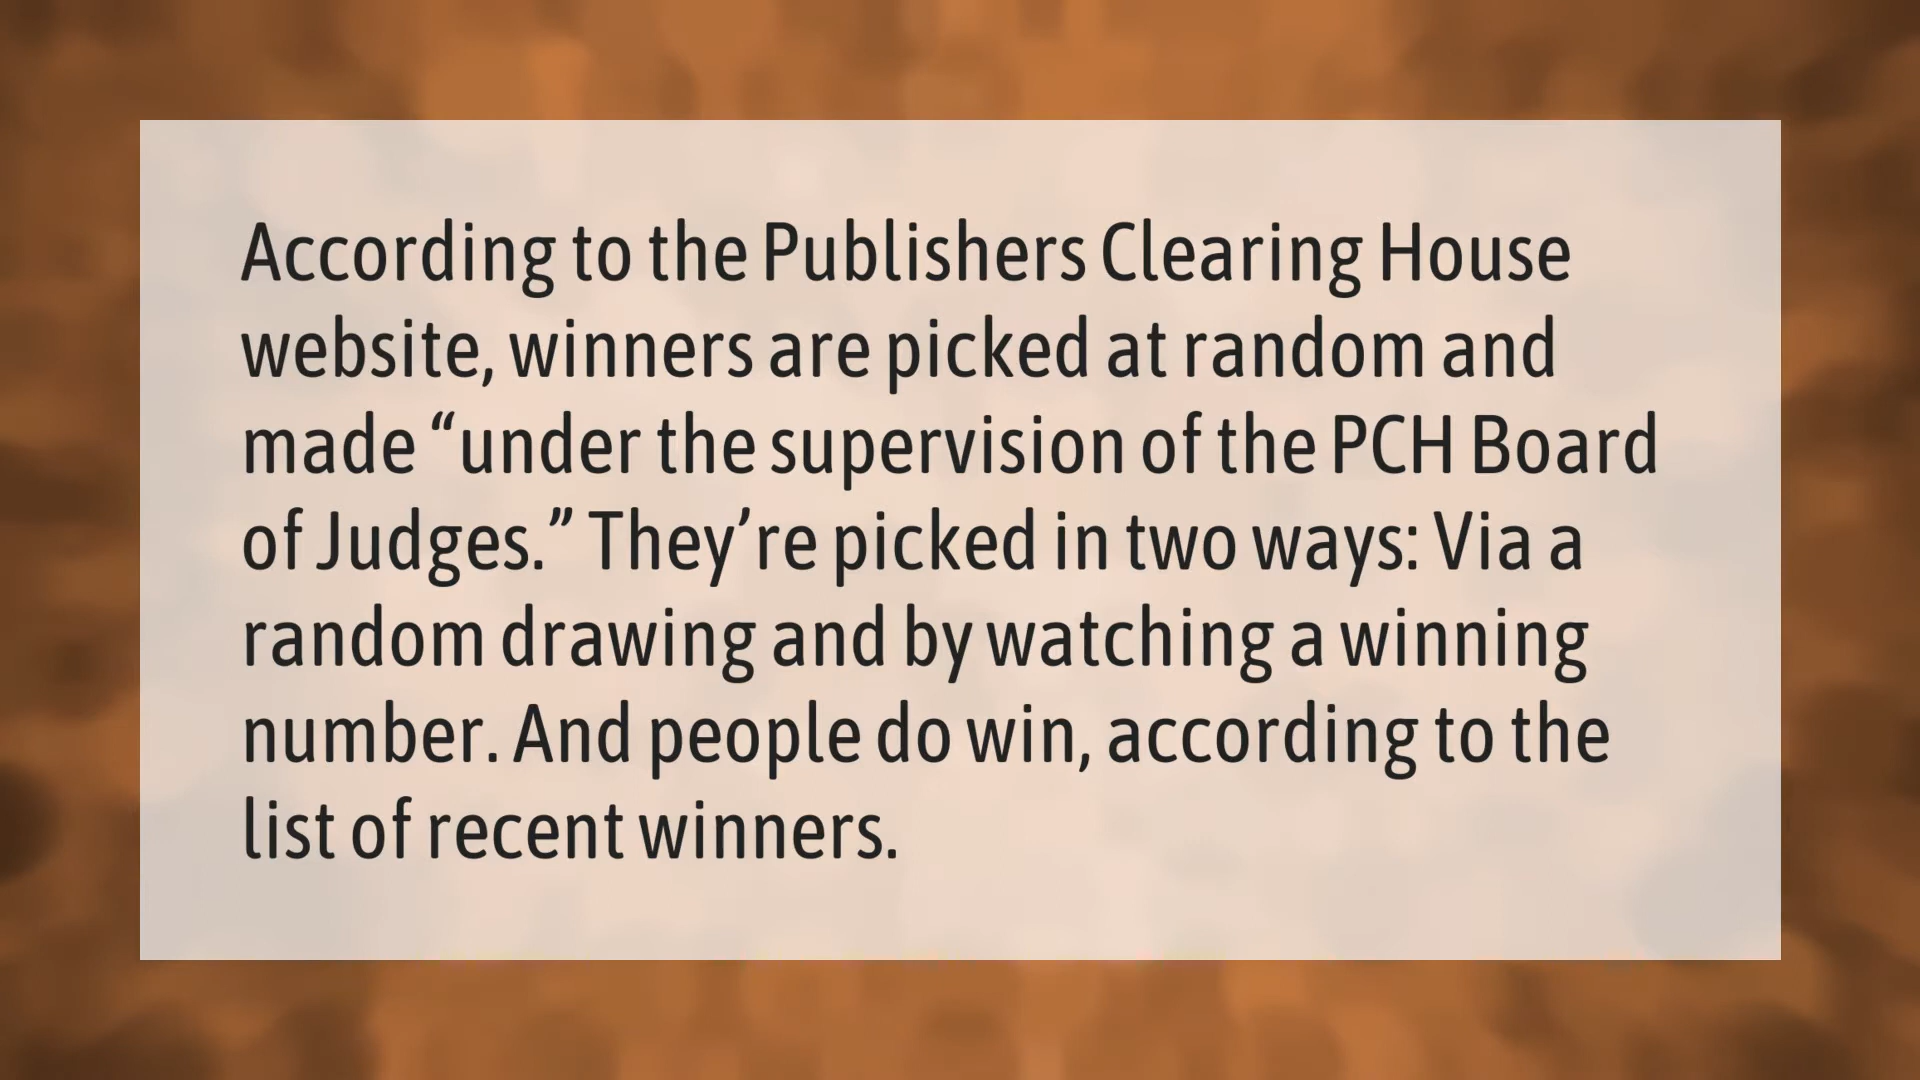 According to the Publishers Clearing House
website, winners are picked at random and
made “under the supervision of the PCH Board
of Judges.” They’re picked in two ways: Via a
random drawing and by watching a winning
number. And people do win, according to the
list of recent winners.